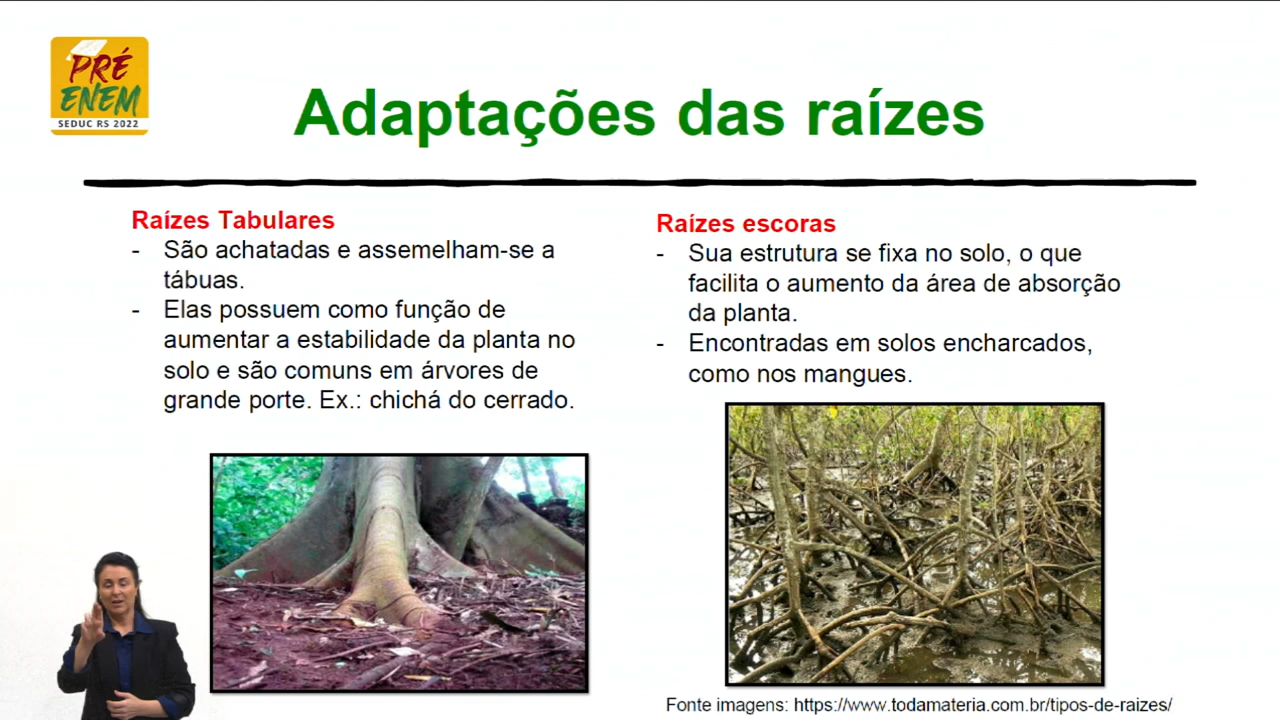 PRÉ
ENEM
SEDUC RS 2022
Adaptações das raízes
Raízes Tabulares
- São achatadas e assemelham-se a
tábuas.
- Elas possuem como função de
aumentar a estabilidade da planta no
solo e são comuns em árvores de
grande porte. Ex.: chichá do cerrado.
Raízes escoras
- Sua estrutura se fixa no solo, o que
facilita o aumento da área de absorção
da planta.
- Encontradas em solos encharcados,
como nos mangues.
Fonte imagens: https://www.todamateria.com.br/tipos-de-raizes/